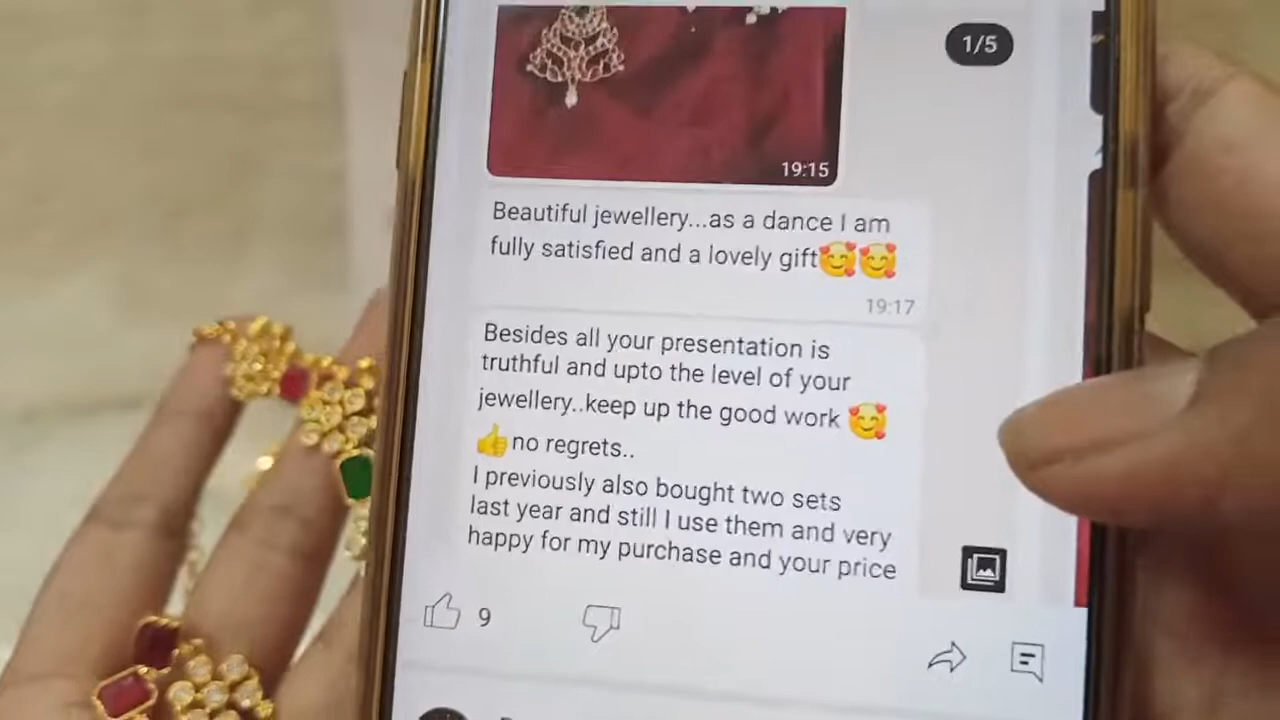 1/5
19:15
Beautiful jewellery...as a dance I am
fully satisfied and a lovely gift🥰🥰
19:17
Besides all your presentation is
truthful and upto the level of your
jewellery..keep up the good work 🥰
👍no regrets..
I previously also bought two sets
last year and still I use them and very
happy for my purchase and your price
9